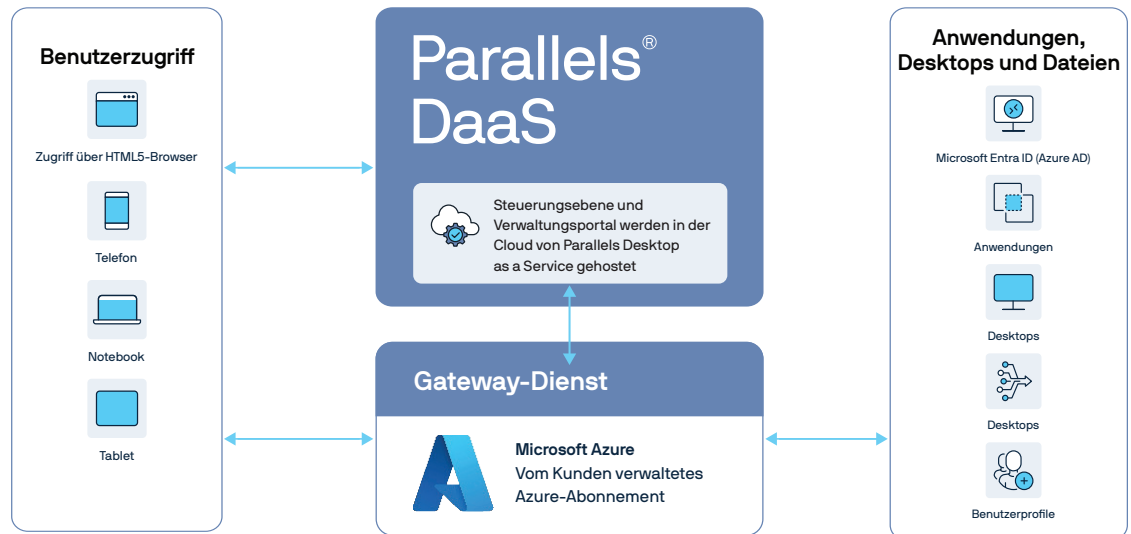 Benutzerzugriff
Zugriff über HTML5-Browser
Telefon
Notebook
Tablet
Parallels®
DaaS
Steuerungsebene und
Verwaltungsportal werden in der
Cloud von Parallels Desktop
as a Service gehostet
Gateway-Dienst
Microsoft Azure
Vom Kunden verwaltetes
Azure-Abonnement
Anwendungen,
Desktops und Dateien
Microsoft Entra ID (Azure AD)
Anwendungen
Desktops
Desktops
Benutzerprofile